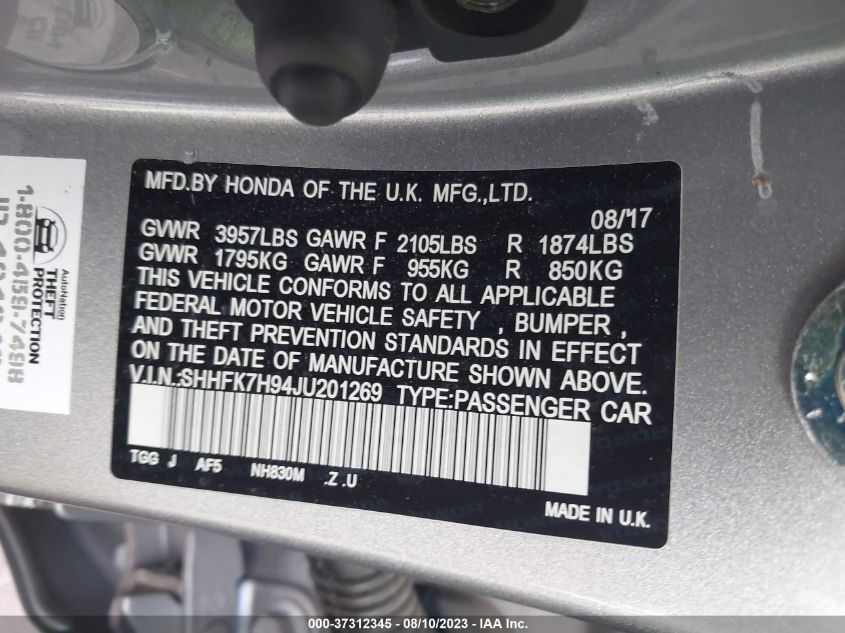 MFD.BY HONDA OF THE U.K. MFG.,LTD.
08/17
GVWR 3957LBS GAWR F 2105LBS R 1874LBS
GVWR 1795KG GAWR F 955KG R 850KG
THIS VEHICLE CONFORMS TO ALL APPLICABLE
FEDERAL MOTOR VEHICLE SAFETY , BUMPER ,
AND THEFT PREVENTION STANDARDS IN EFFECT
ON THE DATE OF MANUFACTURE SHOWN ABOVE.
V.I.N.:SHHFK7H94JU201269 TYPE:PASSENGER CAR
TGG J AF5 NH830M .Z .U
MADE IN U.K.
AutoNation
THEFT
PROTECTION
1-800-459-7498
000-37312345 - 08/10/2023 - IAA Inc.